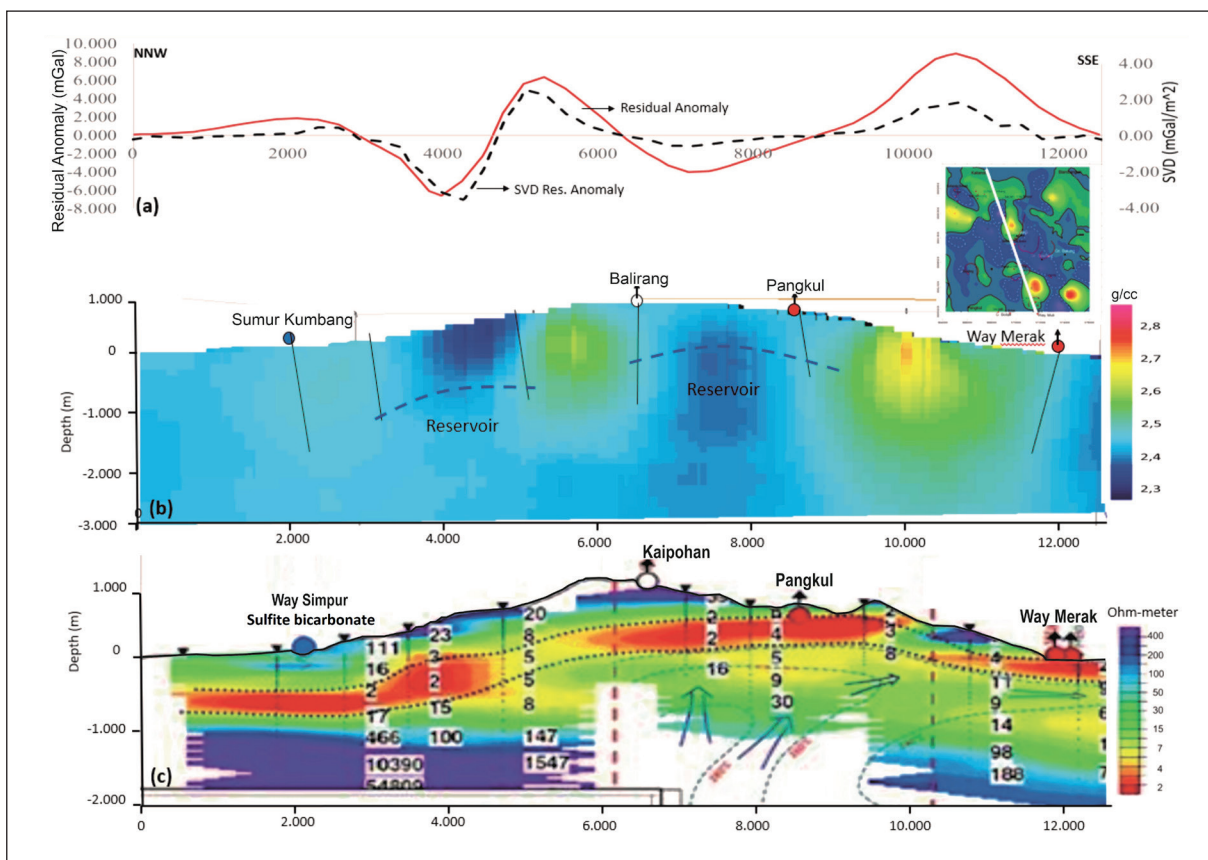 10.000
8.000
6.000
4.000
2.000
0.000
-2.000
-4.000
-6.000
-8.000
Residual Anomaly (mGal)
NNW
SSE
4.00
2.00
0.00
-2.00
-4.00
SVD (mGal/m^2)
Residual Anomaly
SVD Res. Anomaly
0 2000 4000 6000 8000 10000 12000
(a)
Balirang
Pangkul
Sumur Kumbang
Way Merak
Reservoir
Reservoir
1.000
0
-1.000
-2.000
-3.000
Depth (m)
(b)
0
g/cc
2,8
2,7
2,6
2,5
2,4
2,3
2.000 4.000 6.000 8.000 10.000 12.000
Kaipohan
Way Simpur
Sulfite bicarbonate
Pangkul
Way Merak
1.000
0
-1.000
-2.000
Depth (m)
(c)
111
16
2
17
466
10390
54809
23
3
2
15
100
20
8
5
5
8
147
1547
2
2
16
5
4
5
9
30
2
3
8
4
11
9
14
98
188
Ohm-meter
400
200
100
50
30
15
7
4
2
0 2.000 4.000 6.000 8.000 10.000 12.000